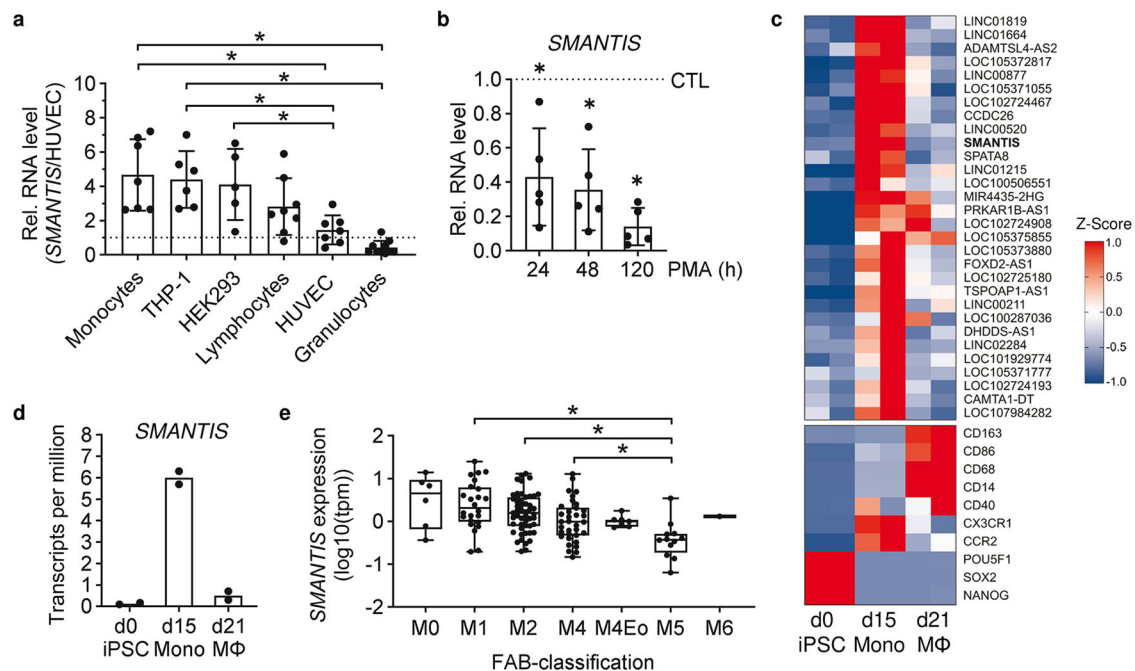 a
* * * * *
Rel. RNA level
(SMANTIS/HUVEC)
10
8
6
4
2
0
Monocytes
THP-1
HEK293
Lymphocytes
HUVEC
Granulocytes
b
SMANTIS
Rel. RNA level
1.0
0.8
0.6
0.4
0.2
0.0
* * *
CTL
24 48 120 PMA (h)
c
LINC01819
LINC01664
ADAMTSL4-AS2
LOC105372817
LINC00877
LOC105371055
LOC102724467
CCDC26
LINC00520
SMANTIS
SPATA8
LINC01215
LOC100506551
MIR4435-2HG
PRKAR1B-AS1
LOC102724908
LOC105375855
LOC105373880
FOXD2-AS1
LOC102725180
TSPOAP1-AS1
LINC00211
LOC100287036
DHDDS-AS1
LINC02284
LOC101929774
LOC105371777
LOC102724193
CAMTA1-DT
LOC107984282
CD163
CD86
CD68
CD14
CD40
CX3CR1
CCR2
POU5F1
SOX2
NANOG
d0 d15 d21
iPSC Mono MΦ
Z-Score
1.0
0.5
0.0
-0.5
-1.0
d
SMANTIS
Transcripts per million
8
7
6
5
4
3
2
1
0
d0 d15 d21
iPSC Mono MΦ
e
* * *
SMANTIS expression
(log10(tpm))
2
1
0
-1
-2
M0 M1 M2 M4 M4Eo M5 M6
FAB-classification